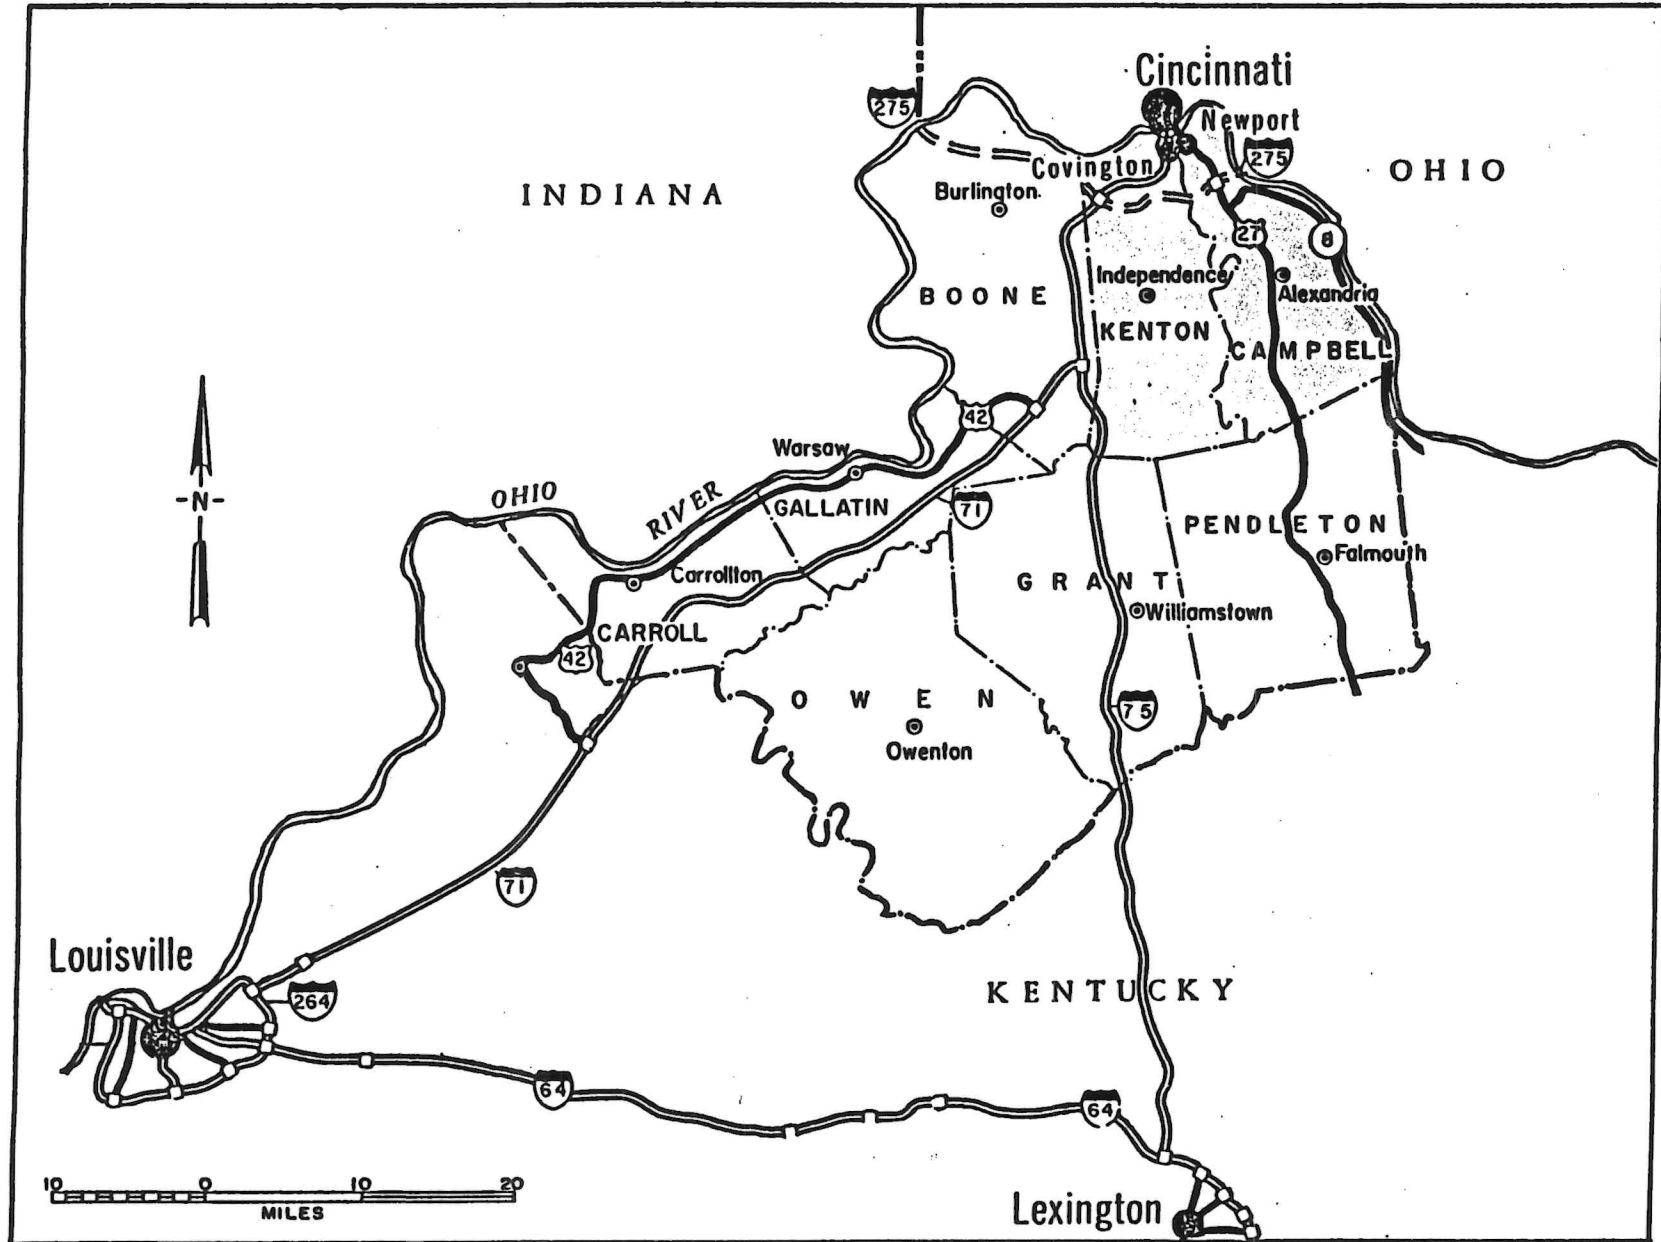 Cincinnati
275
Newport
275
OHIO
Covington
INDIANA
Burlington
27
8
Independence
Alexandria
BOONE
KENTON
CAMPBELL
42
Warsaw
-N-
OHIO
RIVER
GALLATIN
71
PENDLETON
Falmouth
Carrollton
GRANT
Williamstown
CARROLL
42
OWEN
75
Owenton
71
Louisville
264
KENTUCKY
64
64
10 0 10 20
MILES
Lexington